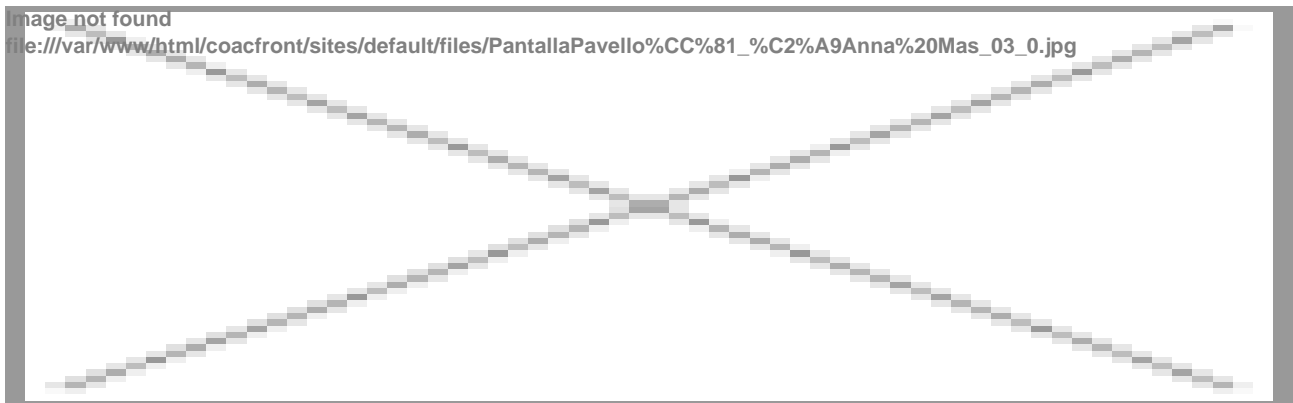 Image not found
file:///var/www/html/coacfront/sites/default/files/PantallaPavello%CC%81_%C2%A9Anna%20Mas_03_0.jpg